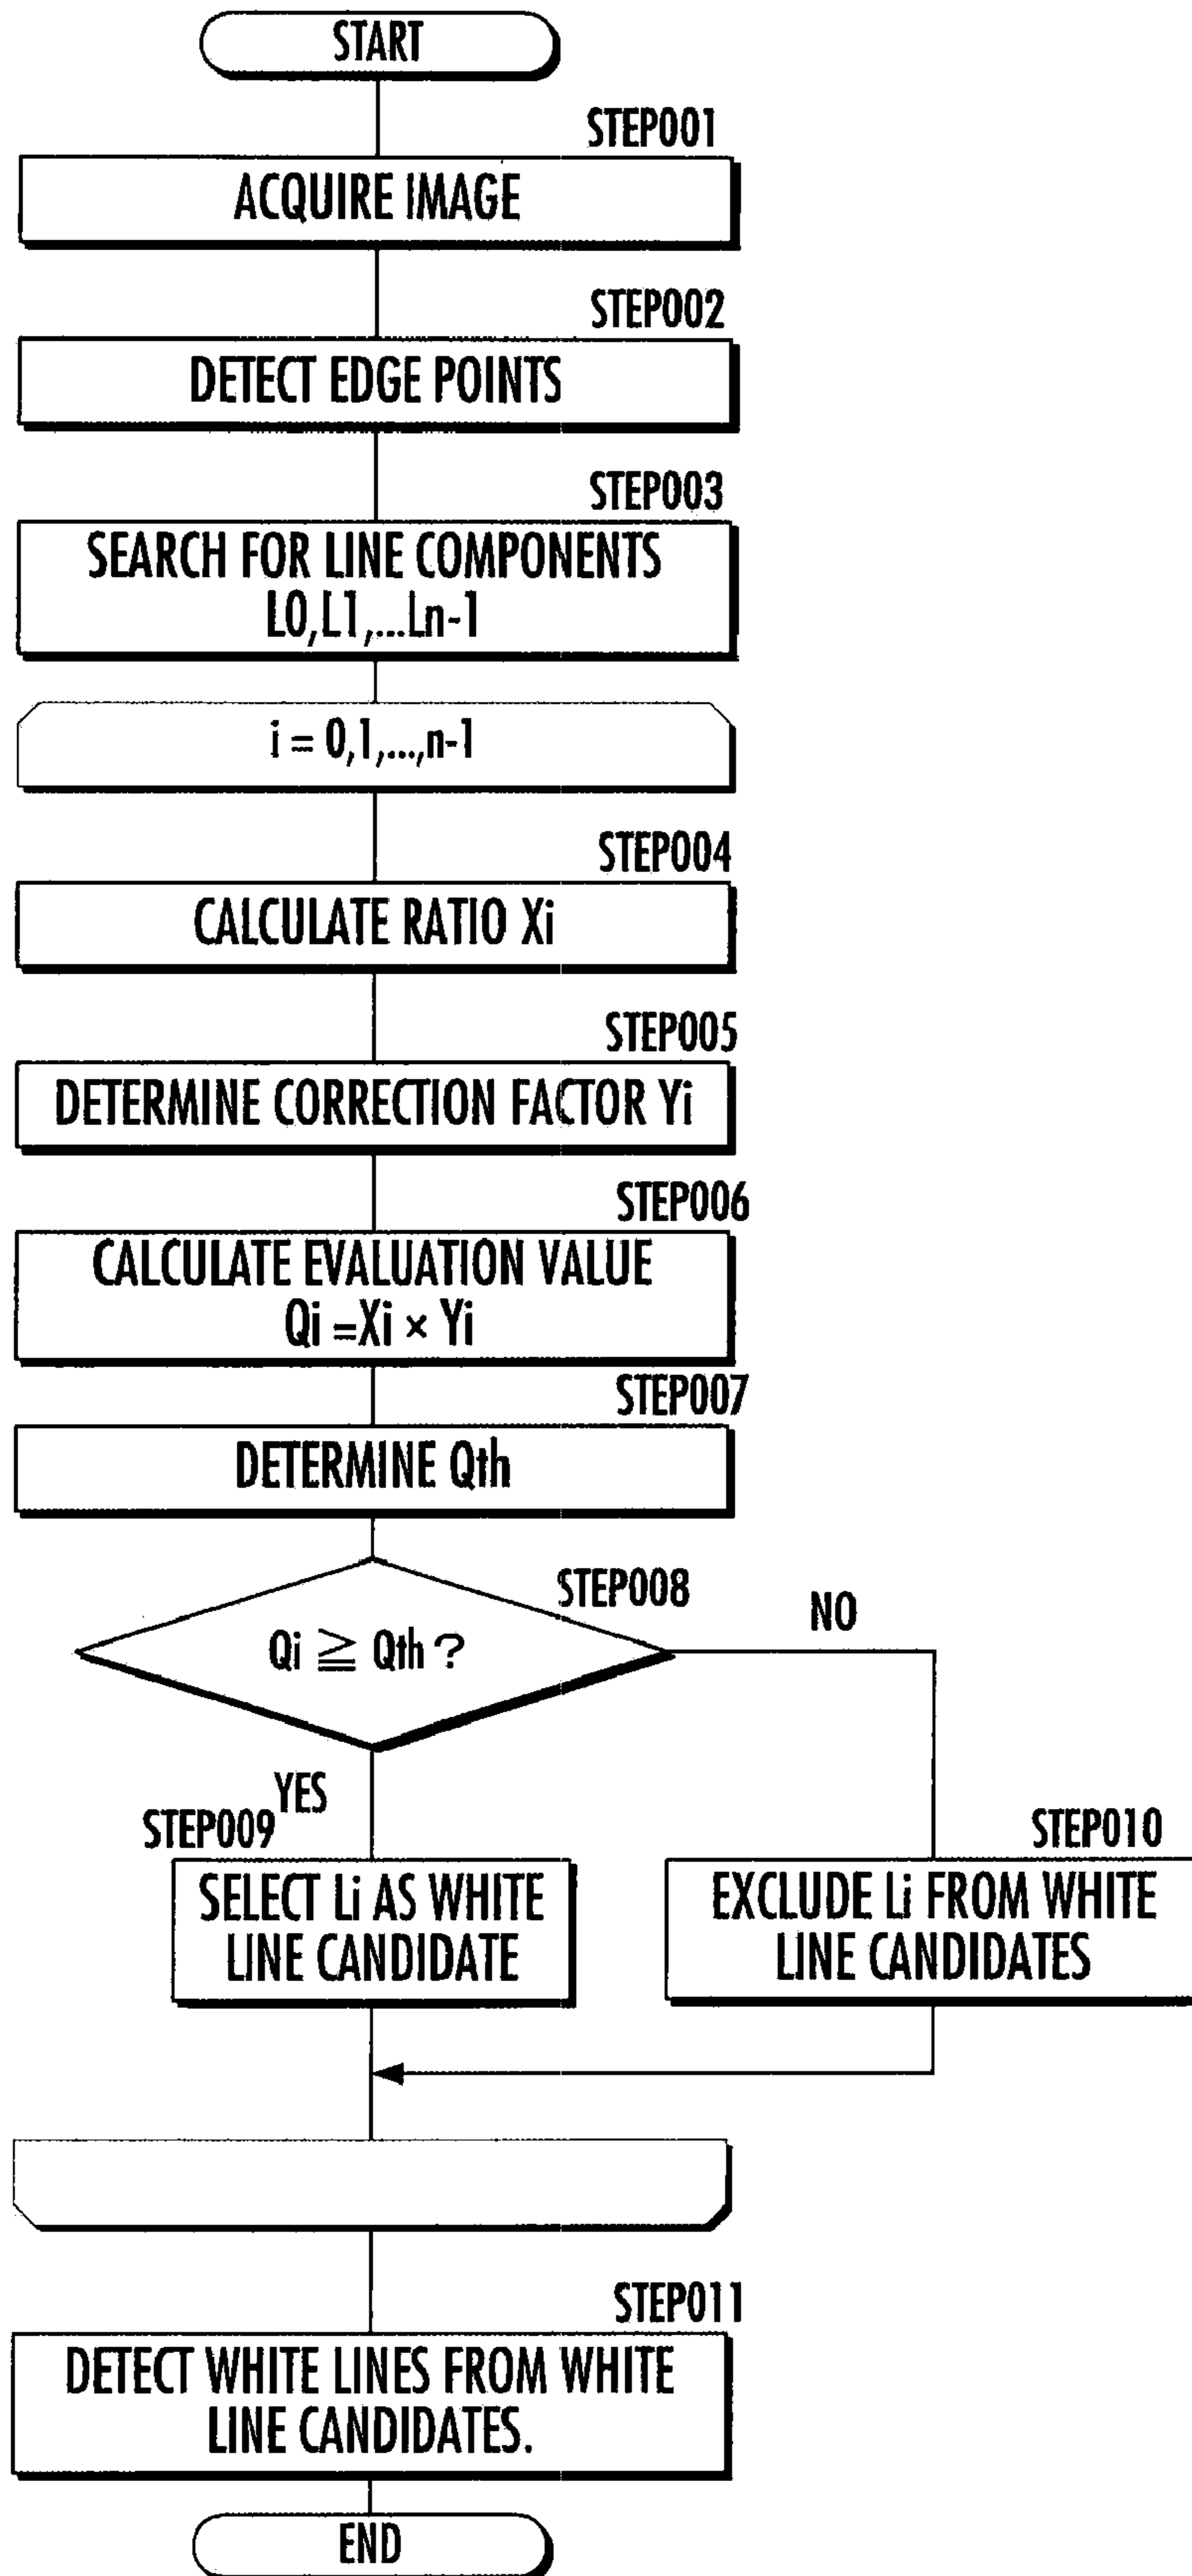 START
STEP001
ACQUIRE IMAGE
STEP002
DETECT EDGE POINTS
STEP003
SEARCH FOR LINE COMPONENTS
L0,L1,...Ln-1
i = 0,1,...,n-1
STEP004
CALCULATE RATIO Xi
STEP005
DETERMINE CORRECTION FACTOR Yi
STEP006
CALCULATE EVALUATION VALUE
Qi =Xi × Yi
STEP007
DETERMINE Qth
STEP008
Qi ≧ Qth ?
NO
YES
STEP009
SELECT Li AS WHITE
LINE CANDIDATE
STEP010
EXCLUDE Li FROM WHITE
LINE CANDIDATES
STEP011
DETECT WHITE LINES FROM WHITE
LINE CANDIDATES.
END